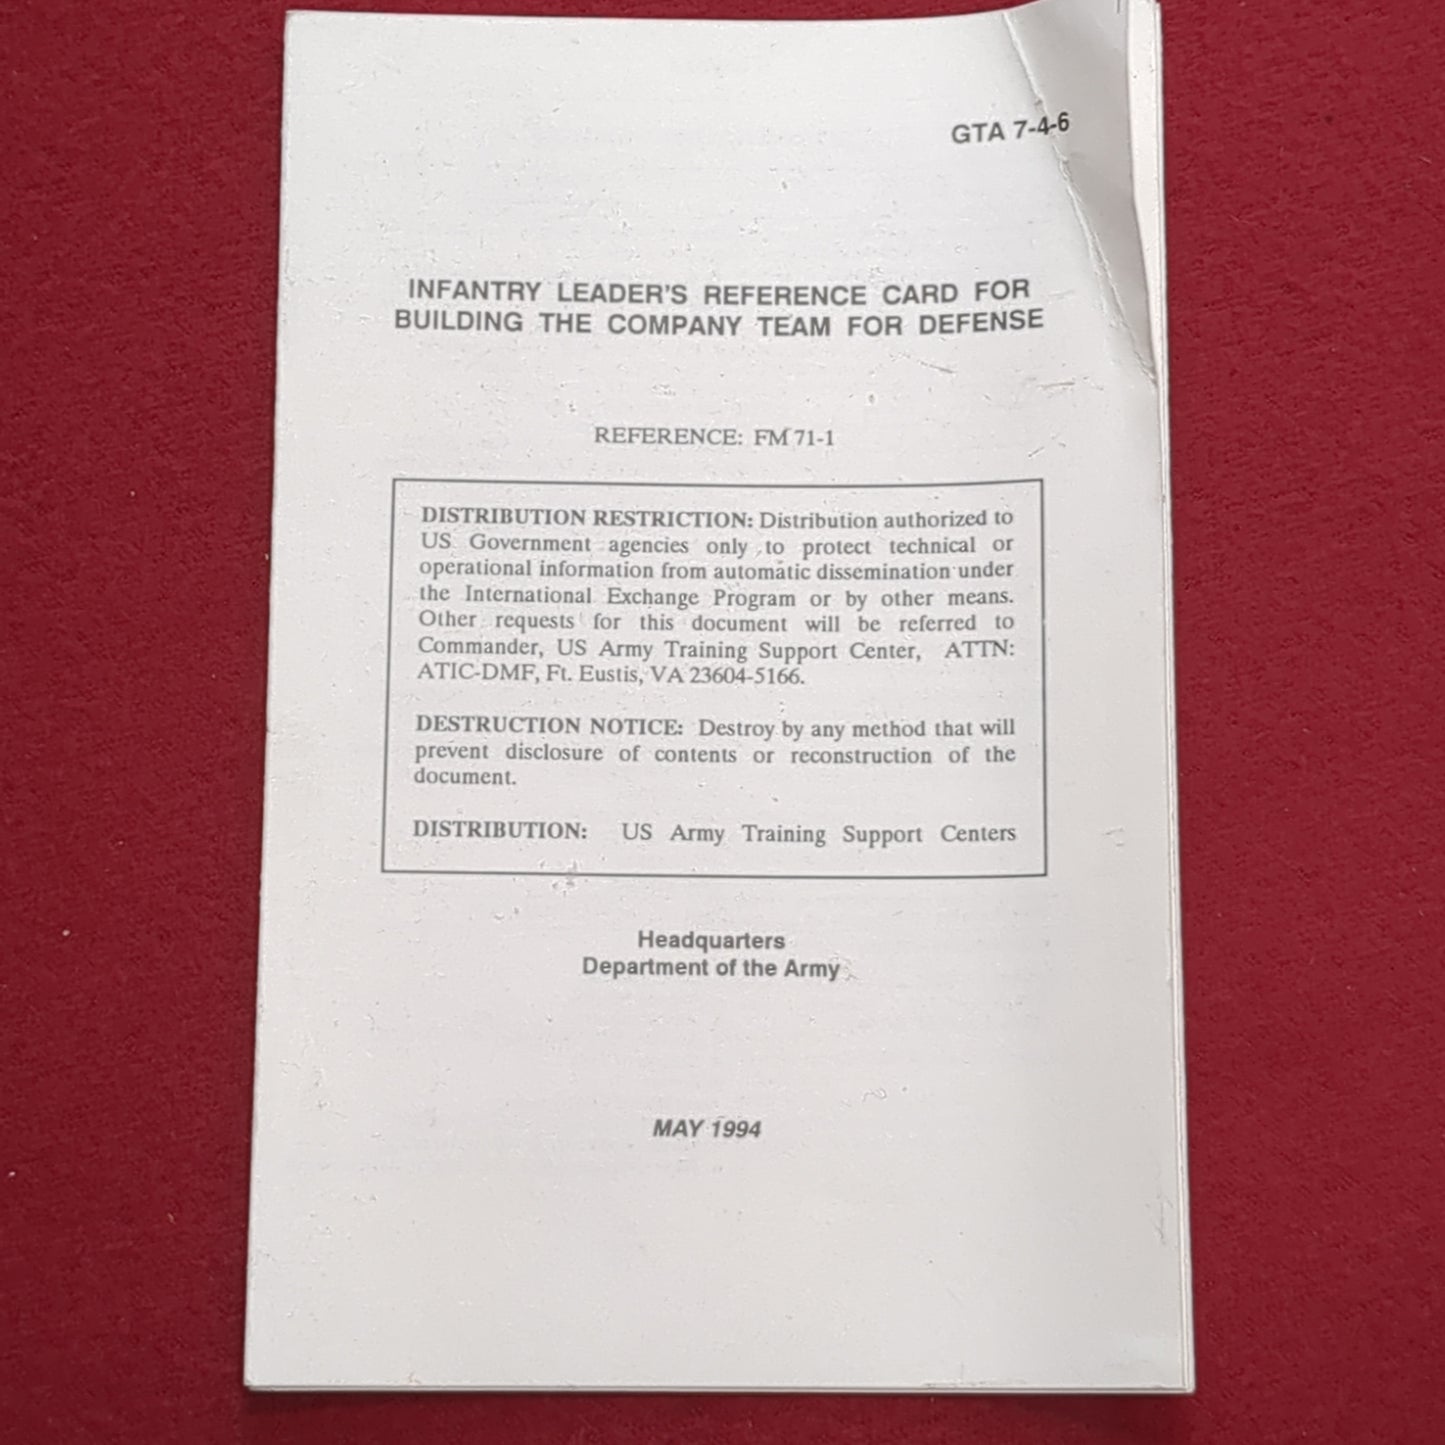 GTA 7-4-6
INFANTRY LEADER'S REFERENCE CARD FOR
BUILDING THE COMPANY TEAM FOR DEFENSE
REFERENCE: FM 71-1
DISTRIBUTION RESTRICTION: Distribution authorized to
US Government agencies only to protect technical or
operational information from automatic dissemination under
the International Exchange Program or by other means.
Other requests for this document will be referred to
Commander, US Army Training Support Center, ATTN:
ATIC-DMF, Ft. Eustis, VA 23604-5166.
DESTRUCTION NOTICE: Destroy by any method that will
prevent disclosure of contents or reconstruction of the
document.
DISTRIBUTION: US Army Training Support Centers
Headquarters
Department of the Army
MAY 1994